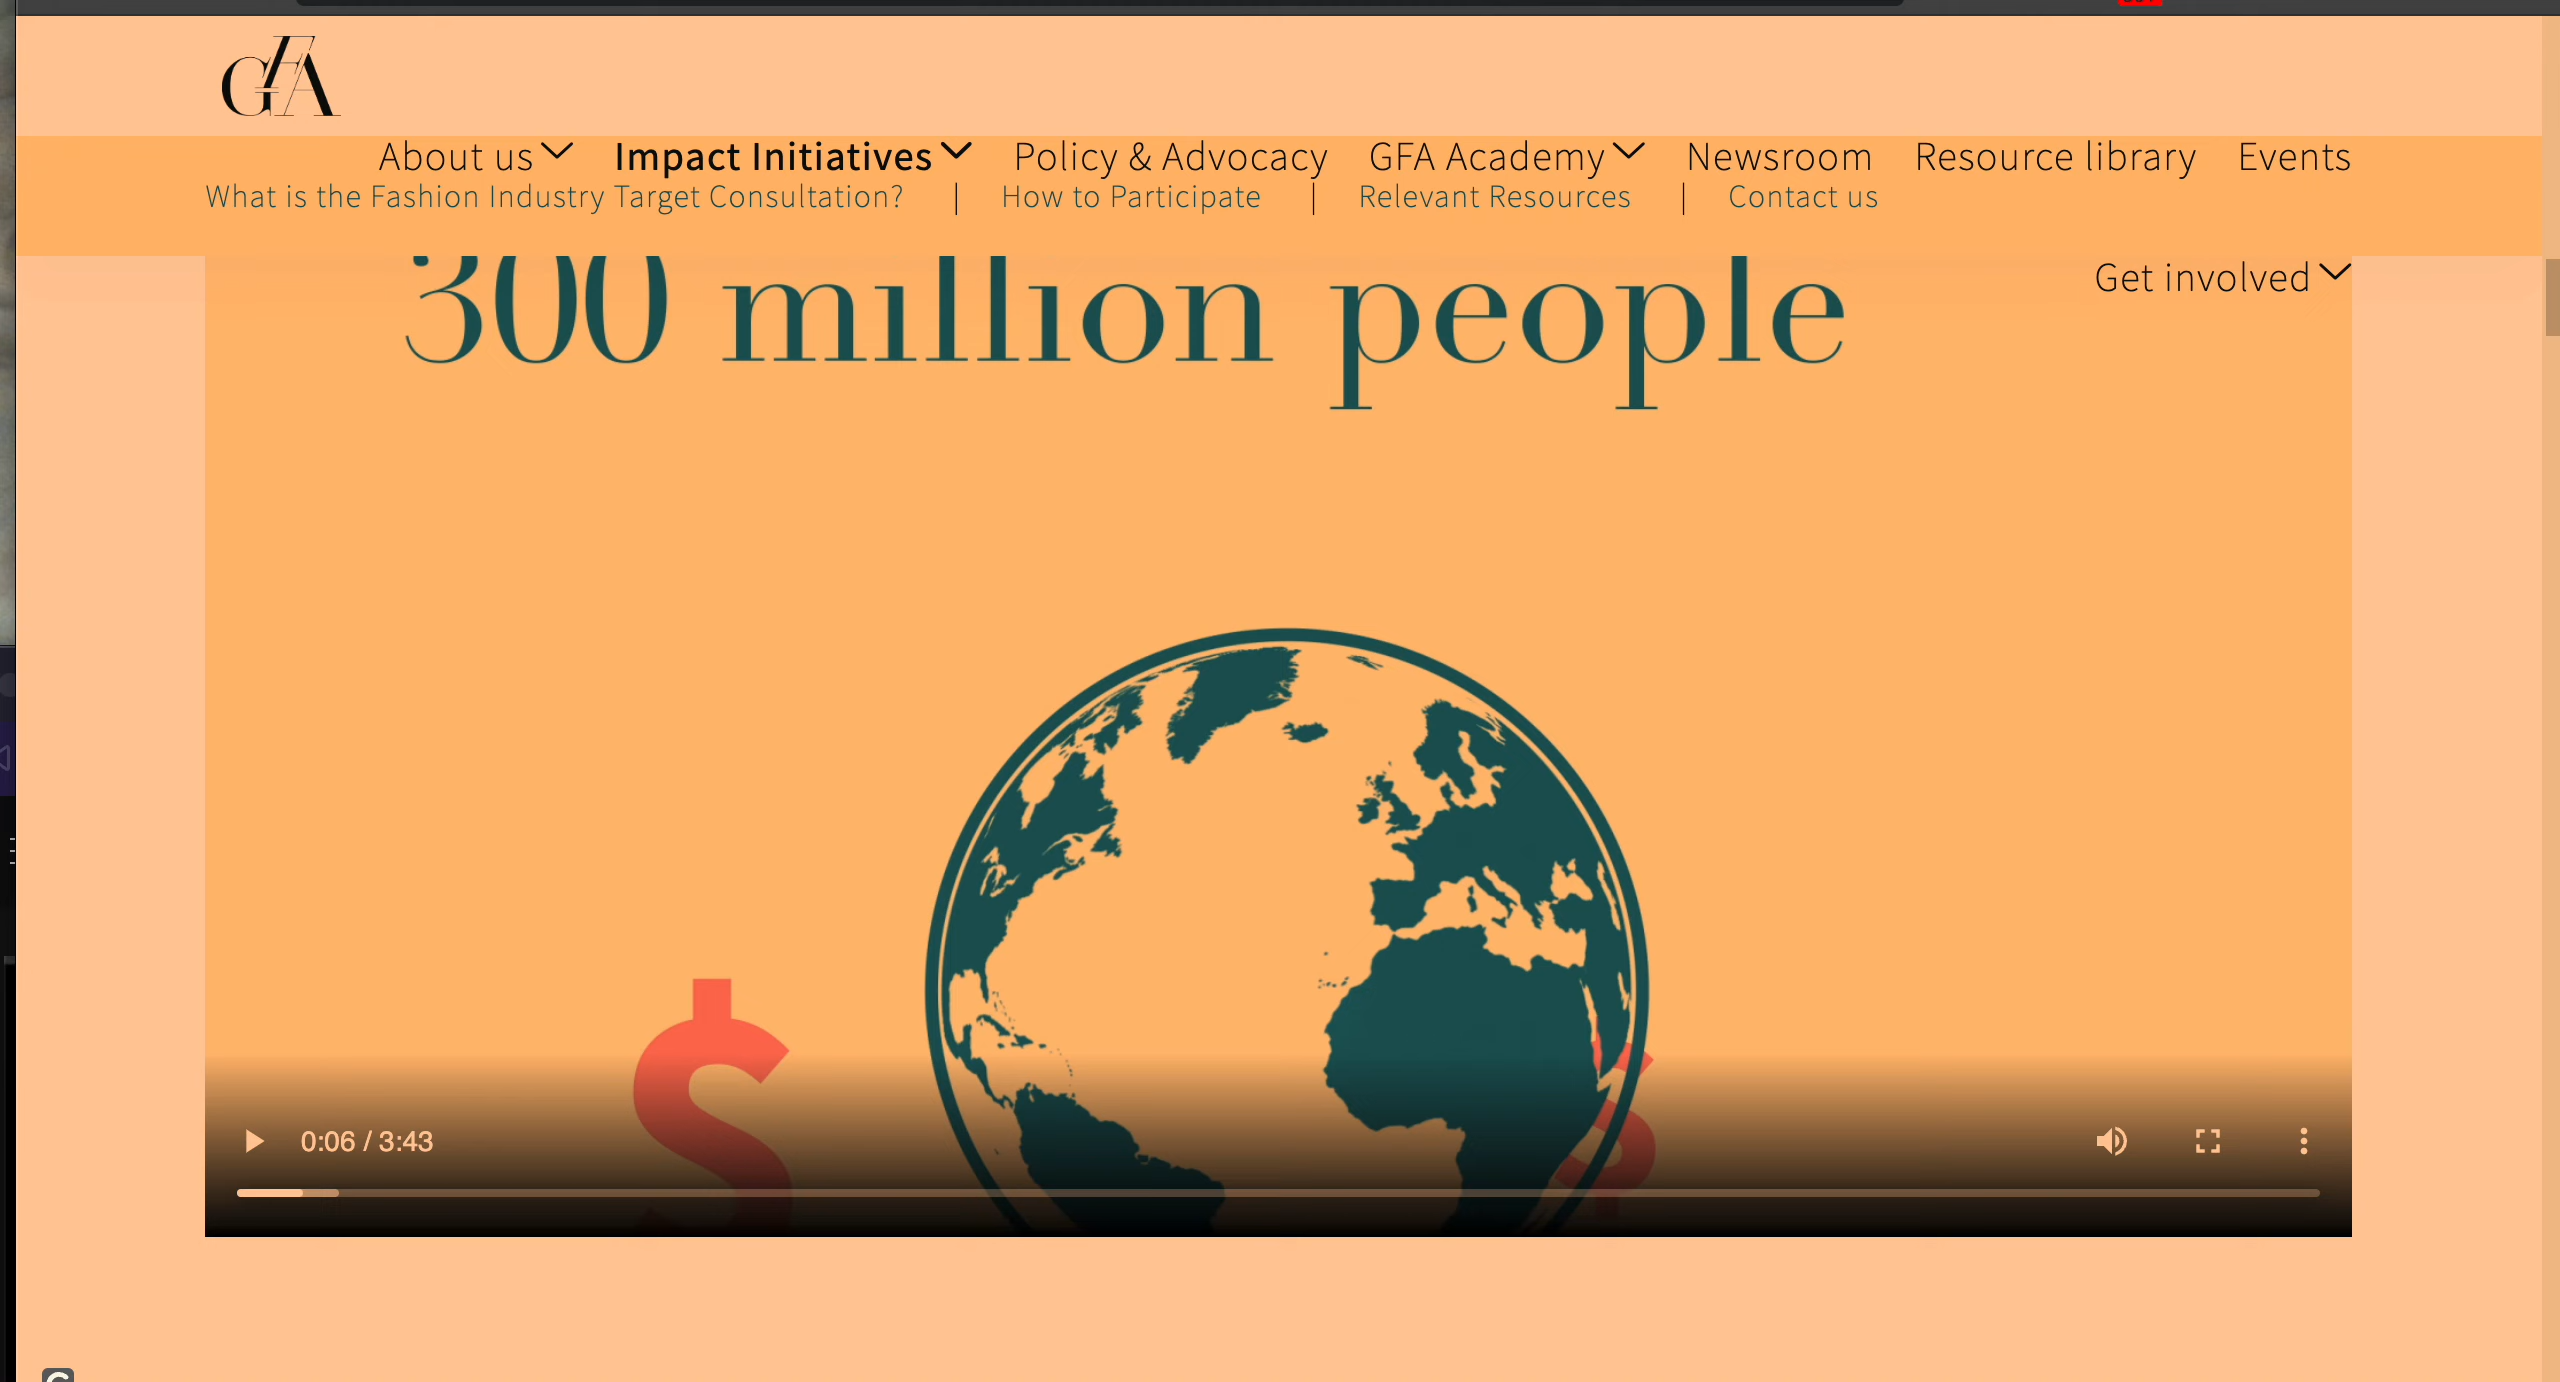 GFA
About us Impact Initiatives Policy & Advocacy GFA Academy Newsroom Resource library Events
What is the Fashion Industry Target Consultation? | How to Participate | Relevant Resources | Contact us
Get involved
300 million people
$ $
0:06 / 3:43